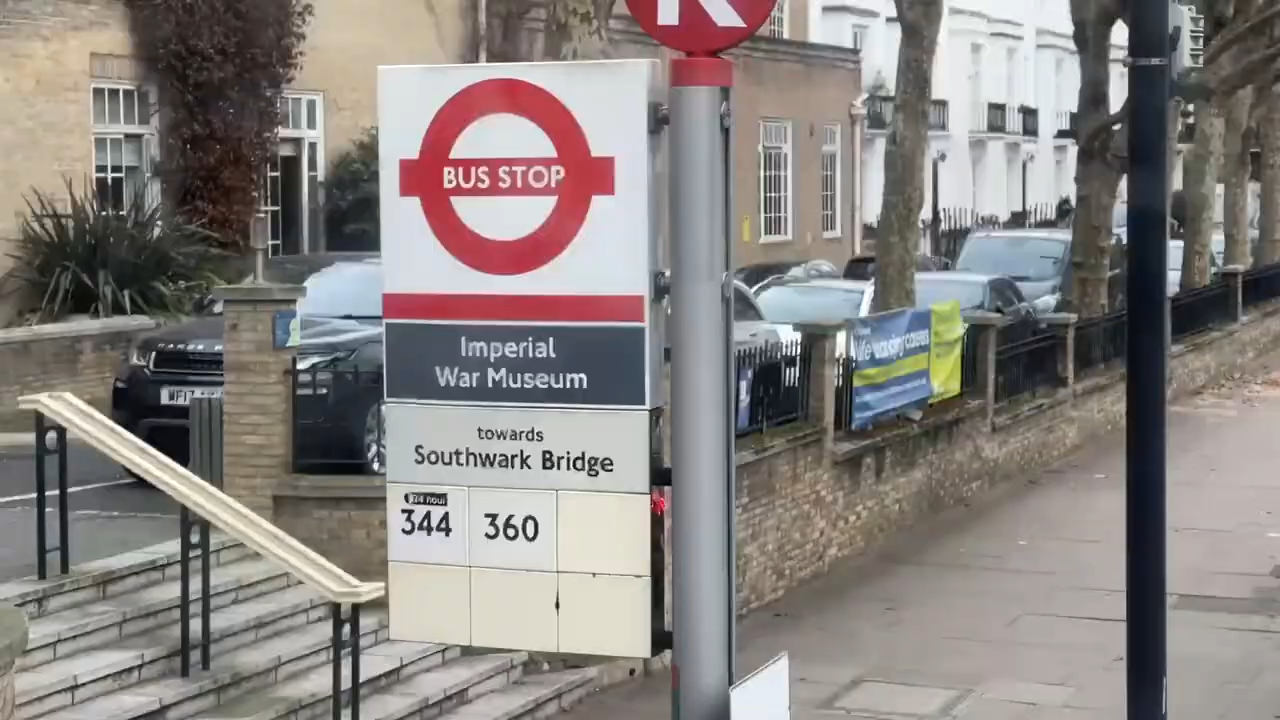 K
BUS STOP
Imperial
War Museum
towards
Southwark Bridge
24 hour
344
360